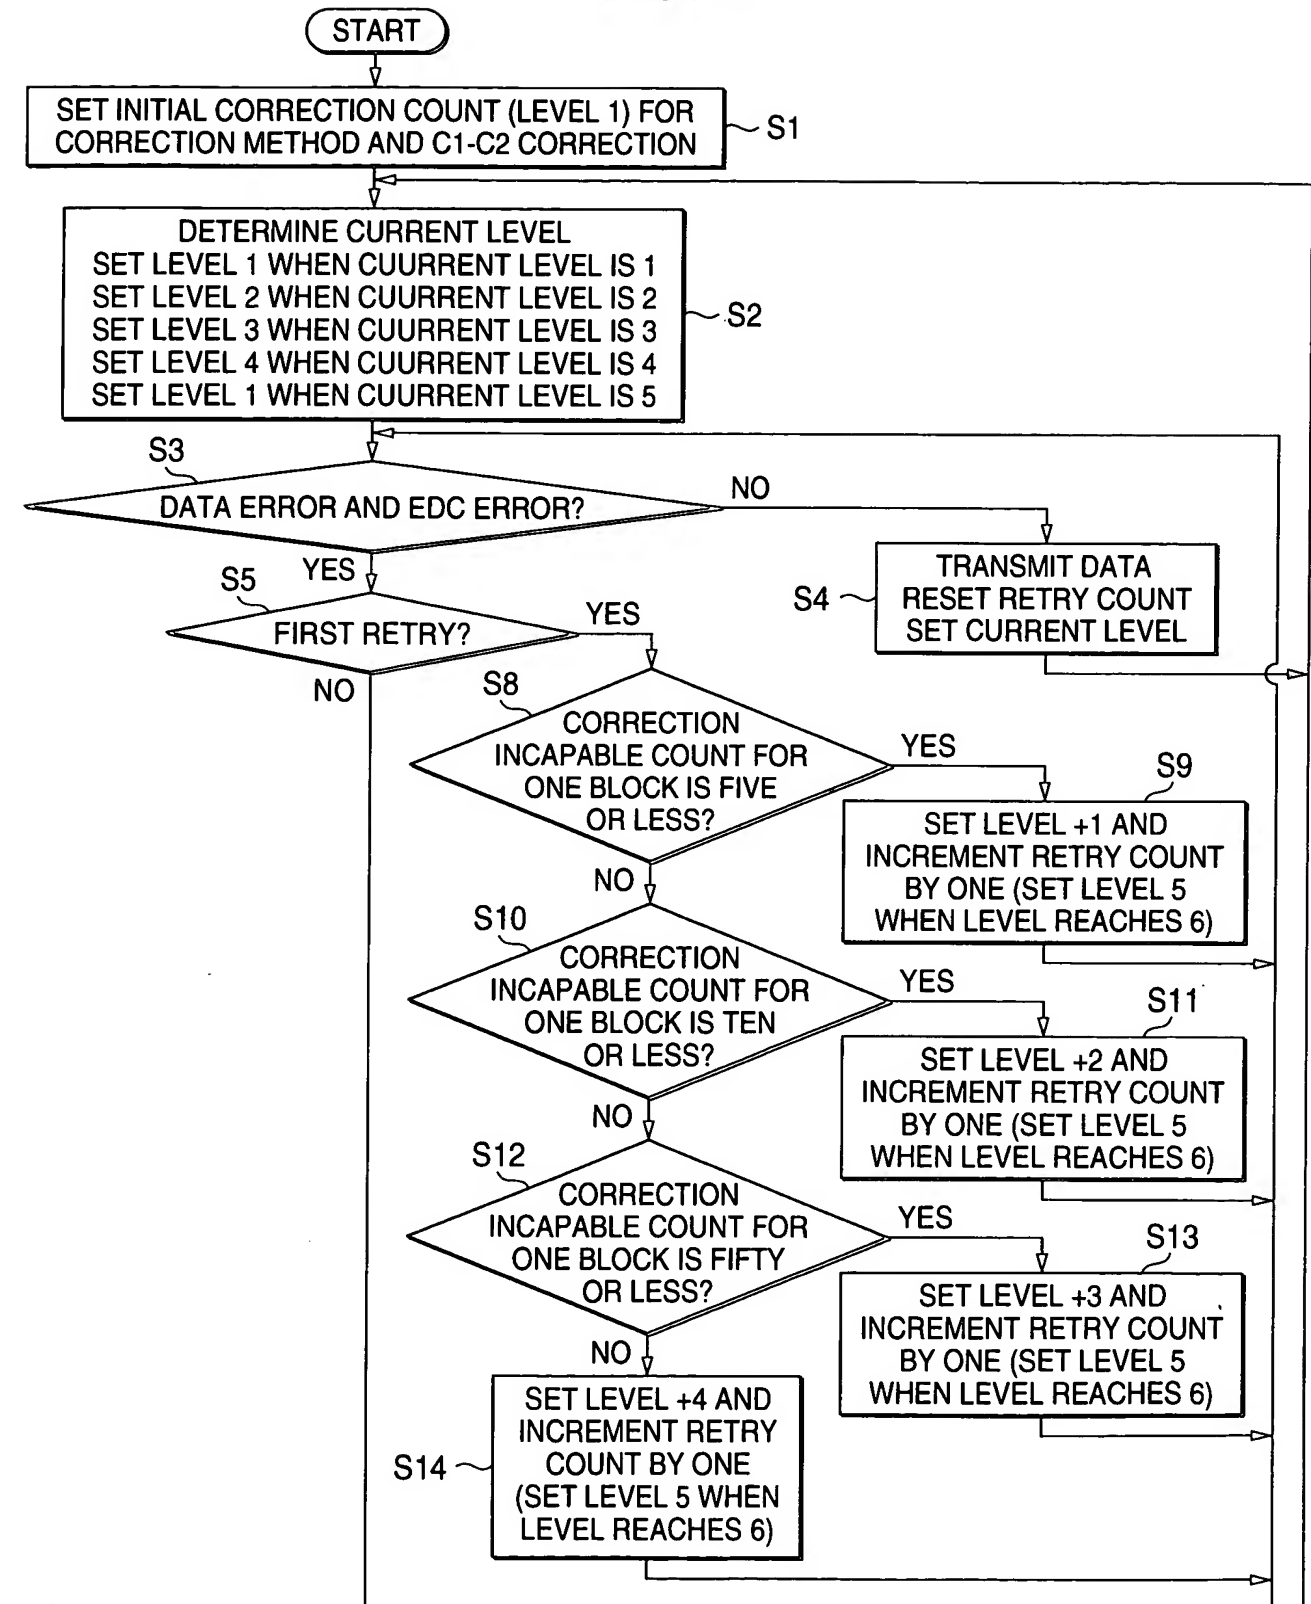 START
SET INITIAL CORRECTION COUNT (LEVEL 1) FOR
CORRECTION METHOD AND C1-C2 CORRECTION
S1
DETERMINE CURRENT LEVEL
SET LEVEL 1 WHEN CUURRENT LEVEL IS 1
SET LEVEL 2 WHEN CUURRENT LEVEL IS 2
SET LEVEL 3 WHEN CUURRENT LEVEL IS 3
SET LEVEL 4 WHEN CUURRENT LEVEL IS 4
SET LEVEL 1 WHEN CUURRENT LEVEL IS 5
S2
S3
DATA ERROR AND EDC ERROR?
NO
YES
S4
TRANSMIT DATA
RESET RETRY COUNT
SET CURRENT LEVEL
S5
FIRST RETRY?
YES
NO
S8
CORRECTION
INCAPABLE COUNT FOR
ONE BLOCK IS FIVE
OR LESS?
YES
NO
S9
SET LEVEL +1 AND
INCREMENT RETRY COUNT
BY ONE (SET LEVEL 5
WHEN LEVEL REACHES 6)
S10
CORRECTION
INCAPABLE COUNT FOR
ONE BLOCK IS TEN
OR LESS?
YES
NO
S11
SET LEVEL +2 AND
INCREMENT RETRY COUNT
BY ONE (SET LEVEL 5
WHEN LEVEL REACHES 6)
S12
CORRECTION
INCAPABLE COUNT FOR
ONE BLOCK IS FIFTY
OR LESS?
YES
NO
S13
SET LEVEL +3 AND
INCREMENT RETRY COUNT
BY ONE (SET LEVEL 5
WHEN LEVEL REACHES 6)
S14
SET LEVEL +4 AND
INCREMENT RETRY
COUNT BY ONE
(SET LEVEL 5 WHEN
LEVEL REACHES 6)